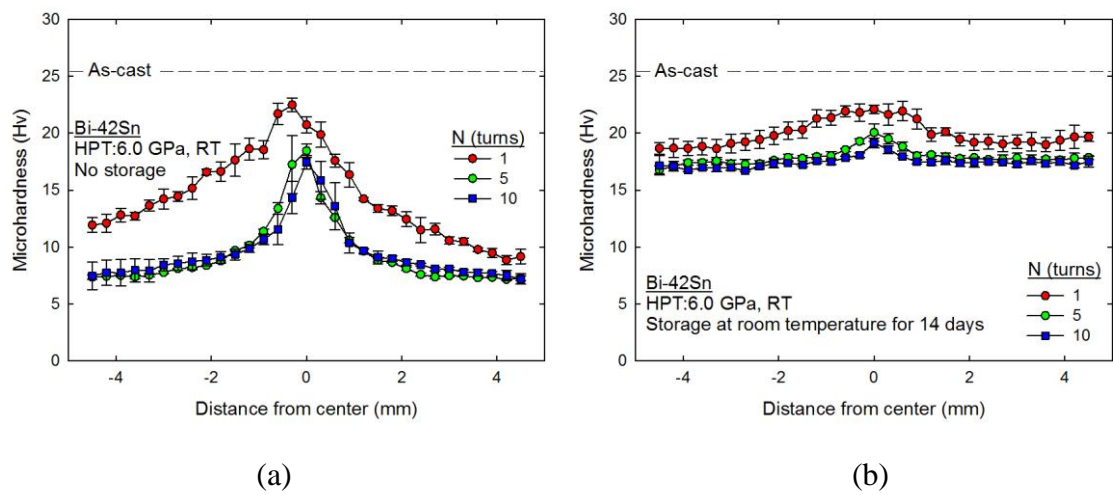 30
25
20
15
10
5
0
Microhardness (Hv)
As-cast
Bi-42Sn
HPT:6.0 GPa, RT
No storage
N (turns)
1
5
10
-4 -2 0 2 4
Distance from center (mm)
(a)
30
25
20
15
10
5
0
Microhardness (Hv)
As-cast
Bi-42Sn
HPT:6.0 GPa, RT
Storage at room temperature for 14 days
N (turns)
1
5
10
-4 -2 0 2 4
Distance from center (mm)
(b)